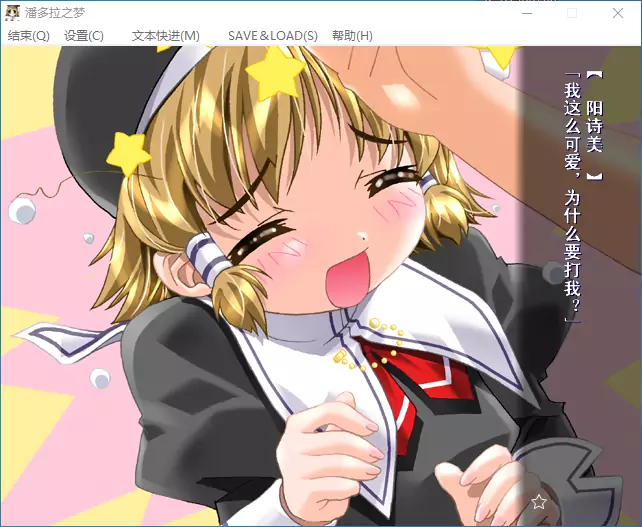 潘多拉之梦
结束(Q) 设置(C) 文本快进(M) SAVE&LOAD(S) 帮助(H)
【 阳诗美 】
「我这么可爱，为什么要打我？」